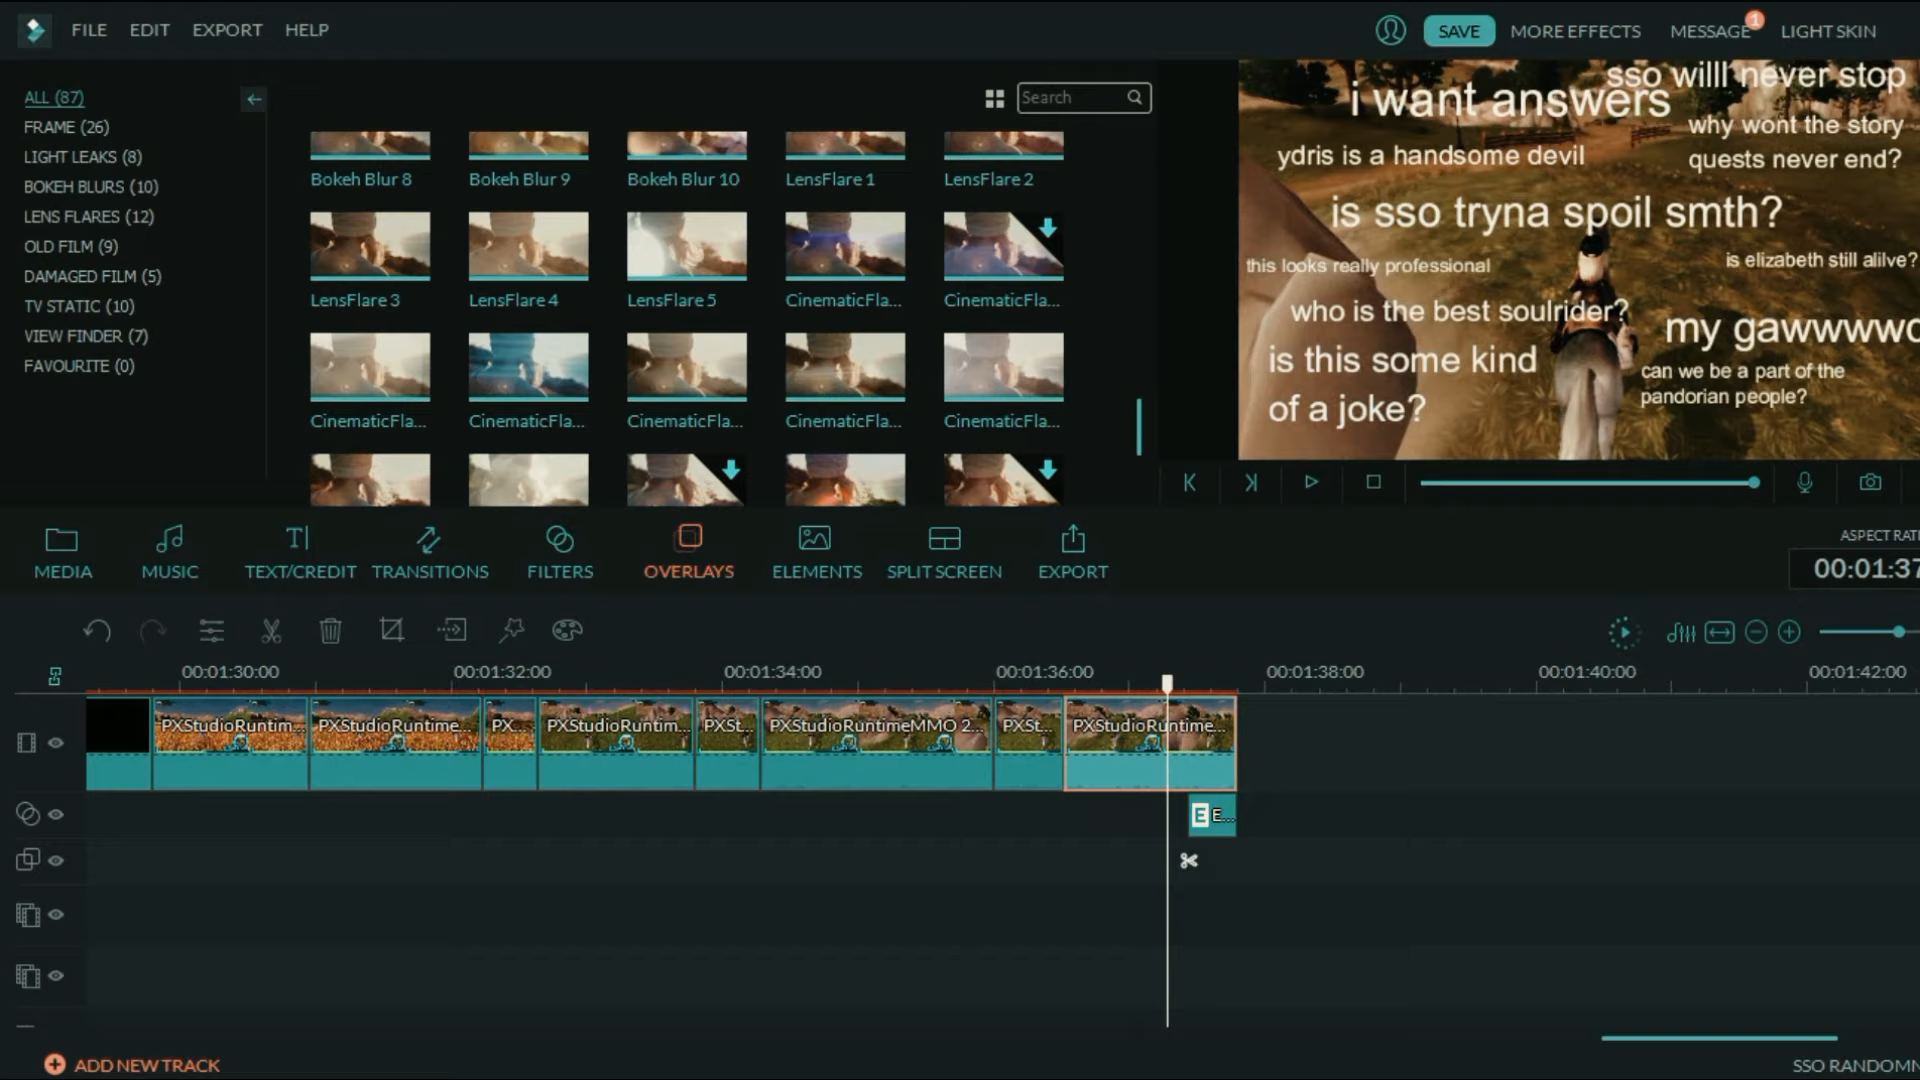 FILE EDIT EXPORT HELP
SAVE MORE EFFECTS MESSAGE 1 LIGHT SKIN
ALL (87)
FRAME (26)
LIGHT LEAKS (8)
BOKEH BLURS (10)
LENS FLARES (12)
OLD FILM (9)
DAMAGED FILM (5)
TV STATIC (10)
VIEW FINDER (7)
FAVOURITE (0)
Search
Bokeh Blur 8 Bokeh Blur 9 Bokeh Blur 10 LensFlare 1 LensFlare 2
LensFlare 3 LensFlare 4 LensFlare 5 CinematicFla... CinematicFla...
CinematicFla... CinematicFla... CinematicFla... CinematicFla... CinematicFla...
sso willl never stop
i want answers
why wont the story
quests never end?
ydris is a handsome devil
is sso tryna spoil smth?
this looks really professional
is elizabeth still alilve?
who is the best soulrider?
my gawwwwo
is this some kind
of a joke?
can we be a part of the
pandorian people?
MEDIA MUSIC TEXT/CREDIT TRANSITIONS FILTERS OVERLAYS ELEMENTS SPLIT SCREEN EXPORT
ASPECT RATI
00:01:37
00:01:30:00 00:01:32:00 00:01:34:00 00:01:36:00 00:01:38:00 00:01:40:00 00:01:42:00
PXStudioRuntim... PXStudioRuntime... PX... PXStudioRuntim... PXSt... PXStudioRuntimeMMO 2... PXSt... PXStudioRuntime...
E E...
ADD NEW TRACK
SSO RANDOMN